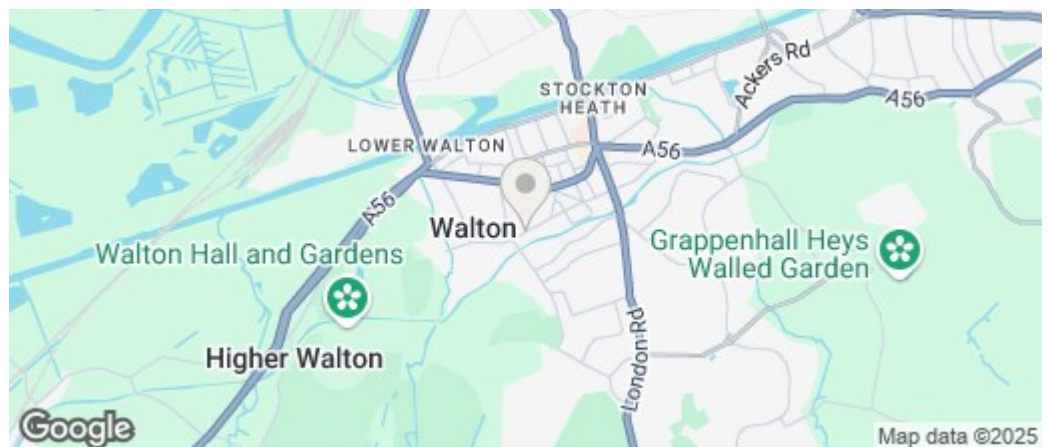 Ackers Rd
STOCKTON
HEATH
A56
LOWER WALTON
A56
A56
Walton
Walton Hall and Gardens
Grappenhall Heys
Walled Garden
Higher Walton
London Rd
Google
Map data ©2025